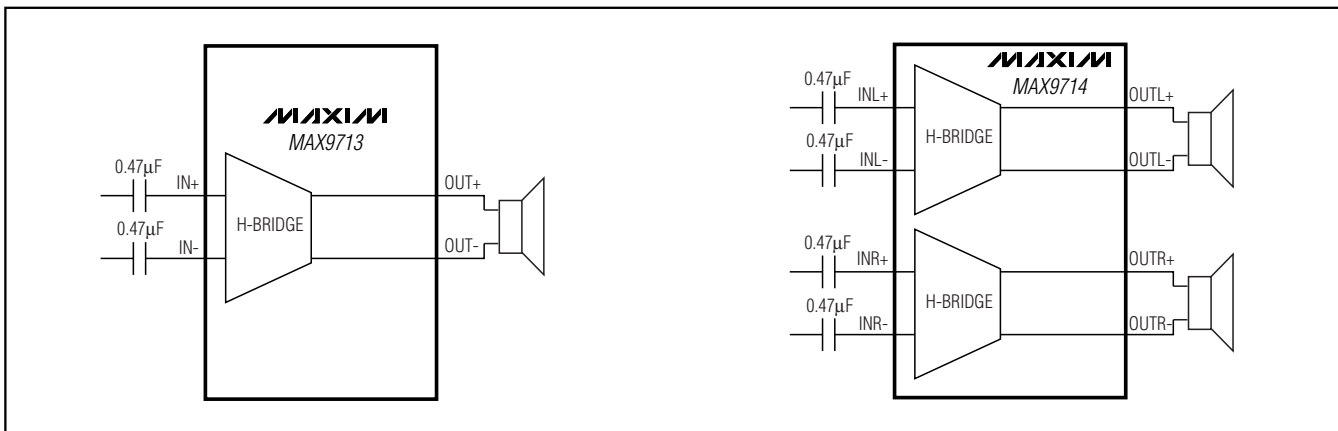 MAXIM
MAX9713
0.47µF
IN+
0.47µF
IN-
H-BRIDGE
OUT+
OUT-
MAXIM
MAX9714
0.47µF
INL+
0.47µF
INL-
H-BRIDGE
OUTL+
OUTL-
0.47µF
INR+
0.47µF
INR-
H-BRIDGE
OUTR+
OUTR-